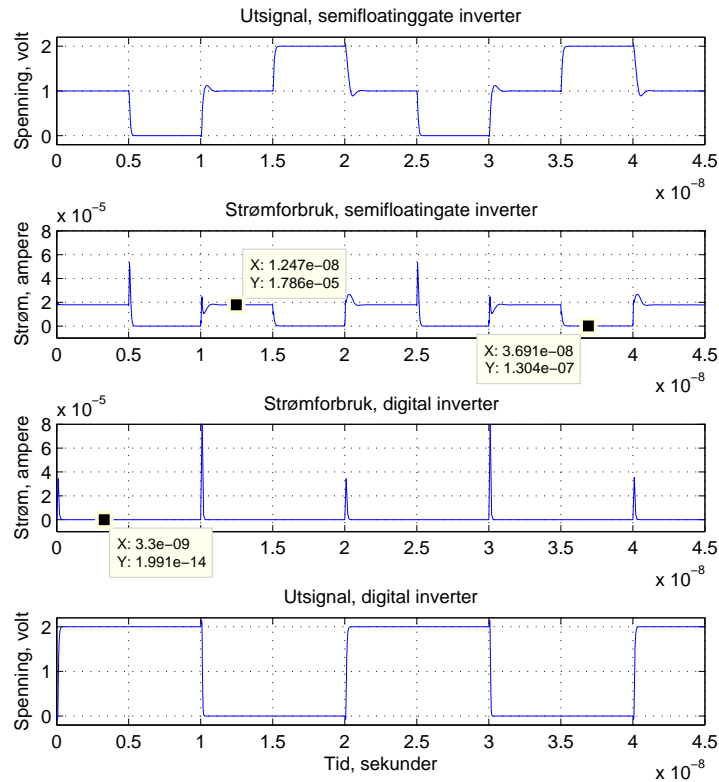 Utsignal, semifloatinggate inverter
Spenning, volt
2
1
0
0 0.5 1 1.5 2 2.5 3 3.5 4 4.5
x 10⁻⁸
x 10⁻⁵
Strømforbruk, semifloatingate inverter
Strøm, ampere
8
6
4
2
0
X: 1.247e−08
Y: 1.786e−05
X: 3.691e−08
Y: 1.304e−07
0 0.5 1 1.5 2 2.5 3 3.5 4 4.5
x 10⁻⁸
x 10⁻⁵
Strømforbruk, digital inverter
Strøm, ampere
8
6
4
2
0
X: 3.3e−09
Y: 1.991e−14
0 0.5 1 1.5 2 2.5 3 3.5 4 4.5
x 10⁻⁸
Utsignal, digital inverter
Spenning, volt
2
1
0
0 0.5 1 1.5 2 2.5 3 3.5 4 4.5
Tid, sekunder
x 10⁻⁸